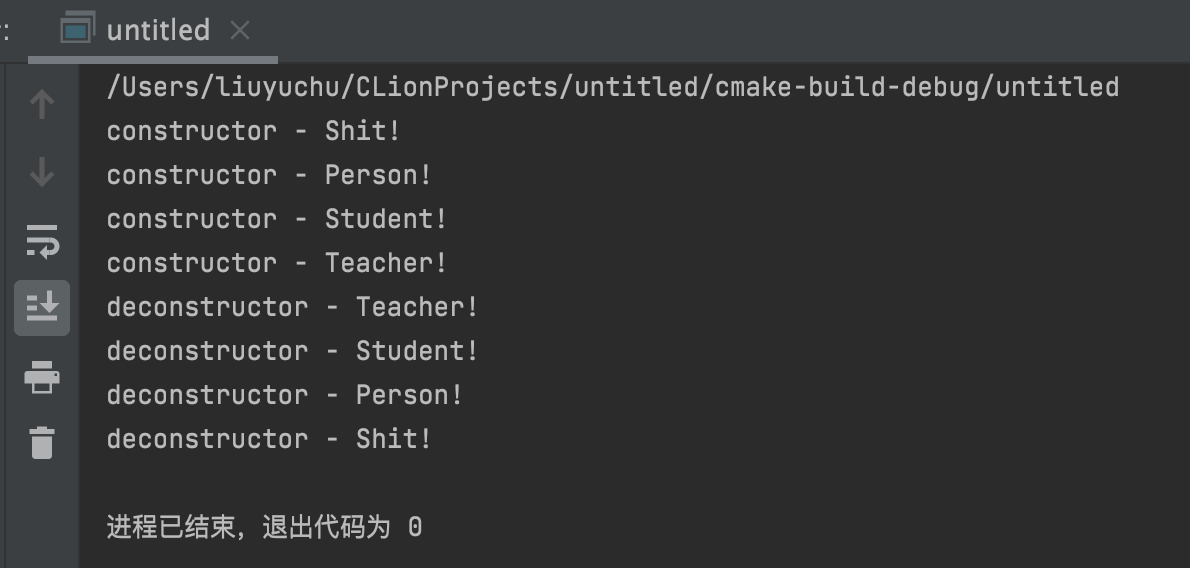 :
untitled
/Users/liuyuchu/CLionProjects/untitled/cmake-build-debug/untitled
constructor - Shit!
constructor - Person!
constructor - Student!
constructor - Teacher!
deconstructor - Teacher!
deconstructor - Student!
deconstructor - Person!
deconstructor - Shit!
进程已结束，退出代码为 0